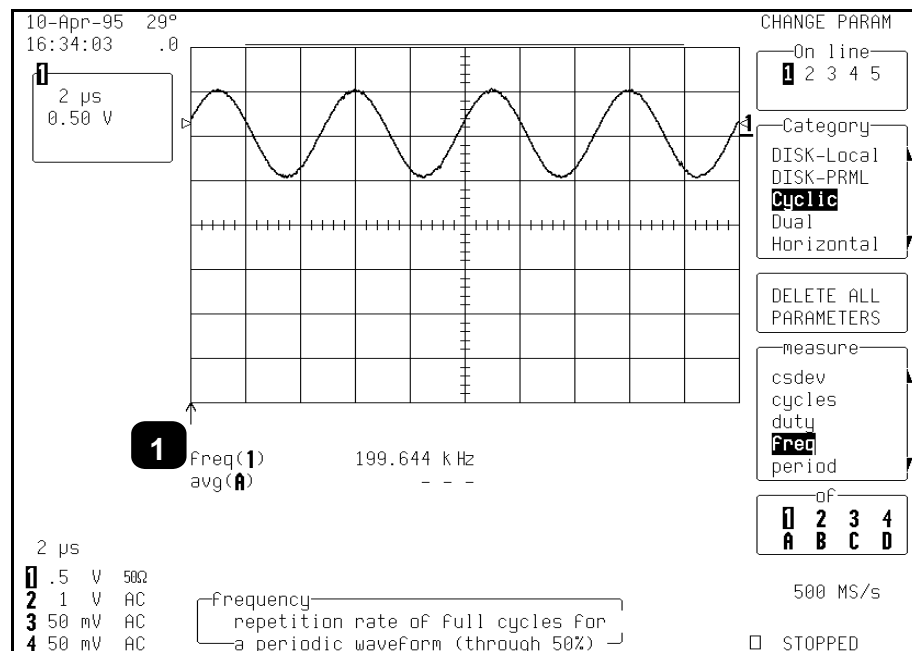 10-Apr-95 29°
16:34:03 .0
1
2 µs
0.50 V
1
CHANGE PARAM
On line
1 2 3 4 5
Category
DISK-Local
DISK-PRML
Cyclic
Dual
Horizontal
DELETE ALL
PARAMETERS
measure
csdev
cycles
duty
freq
period
of
1 2 3 4
A B C D
1
freq(1) 199.644 kHz
avg(A) - - -
2 µs
1 .5 V 50Ω
2 1 V AC
3 50 mV AC
4 50 mV AC
frequency
repetition rate of full cycles for
a periodic waveform (through 50%)
500 MS/s
STOPPED